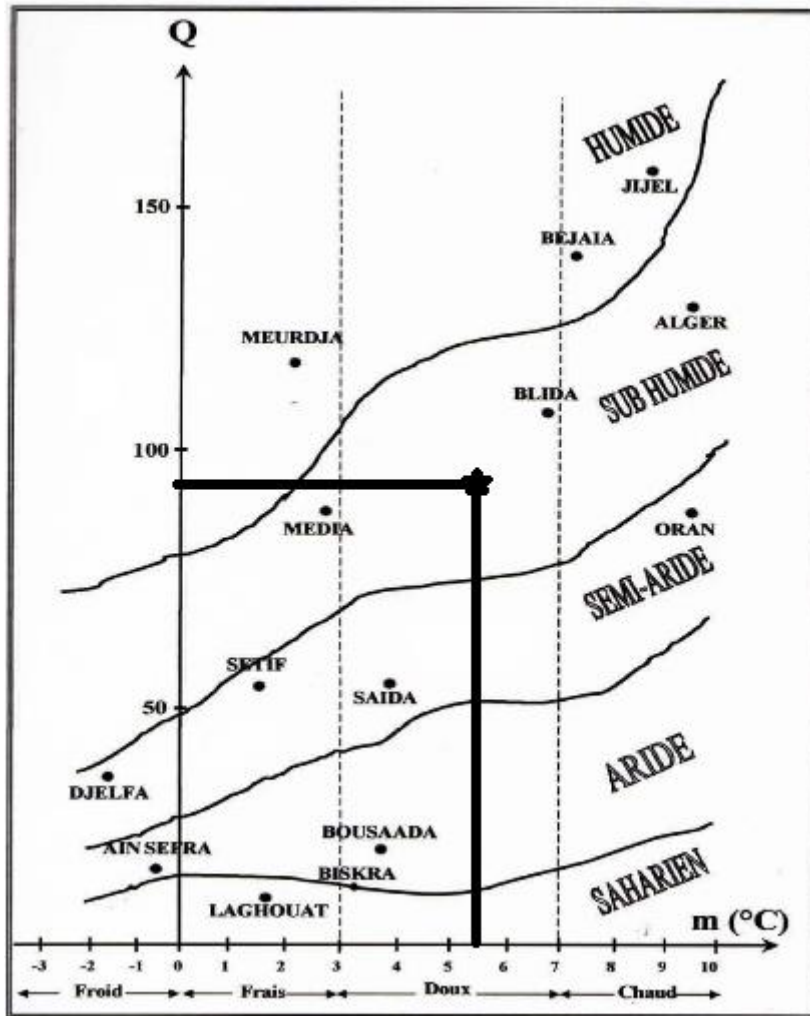 Q
HUMIDE
JIJEL
150
BEJAIA
ALGER
MEURDJA
SUB HUMIDE
BLIDA
100
MEDIA
ORAN
SEMI-ARIDE
SETIF
SAIDA
50
ARIDE
DJELFA
BOUSAADA
AIN SEFRA
BISKRA
SAHARIEN
LAGHOUAT
m (°C)
-3 -2 -1 0 1 2 3 4 5 6 7 8 9 10
Froid Frais Doux Chaud